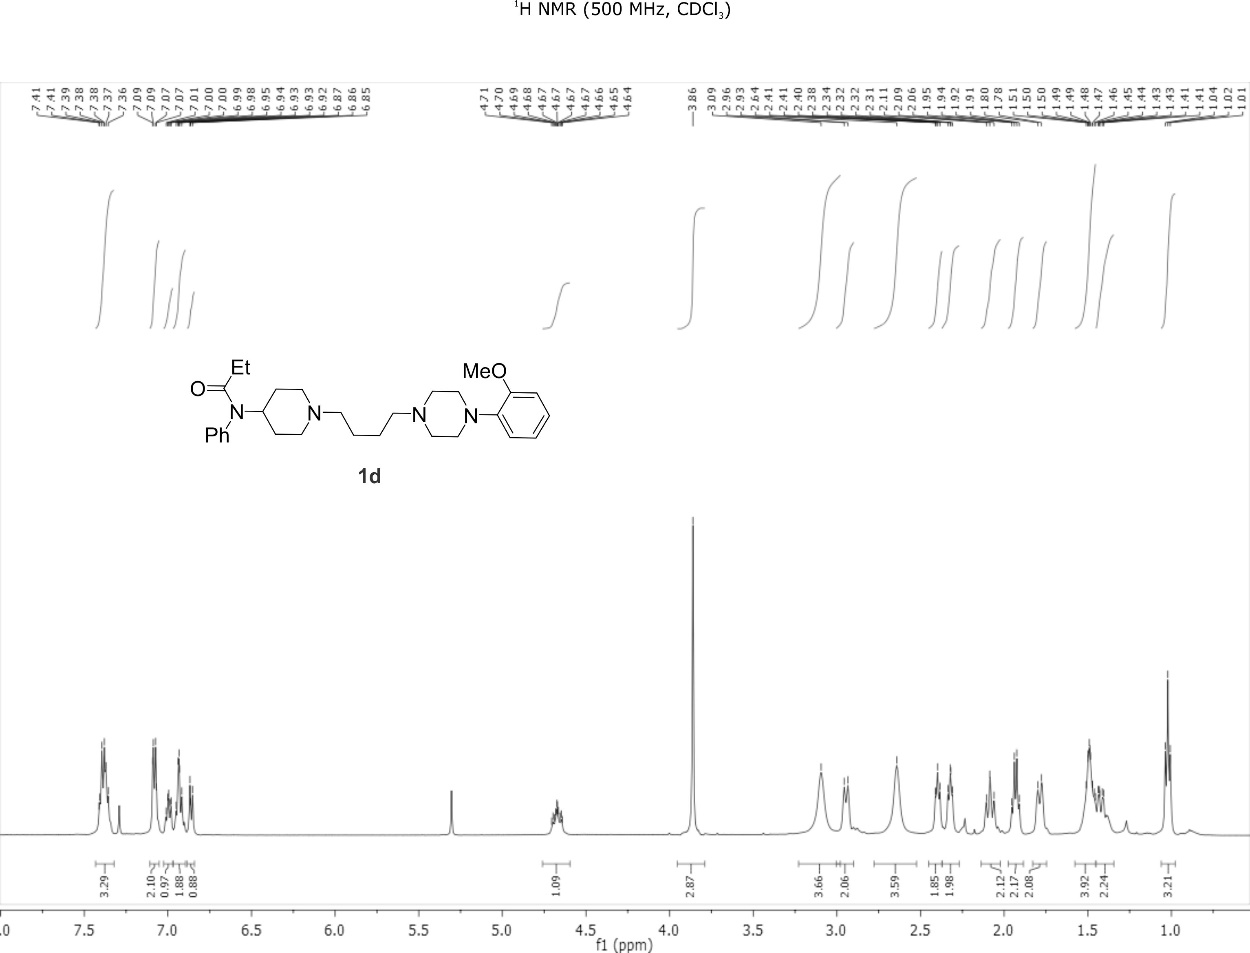 ¹H NMR (500 MHz, CDCl₃)
7.41 7.41 7.39 7.38 7.38 7.37 7.36 7.09 7.09 7.07 7.07 7.01 7.00 7.00 6.99 6.98 6.95 6.94 6.93 6.93 6.92 6.87 6.86 6.85 4.71 4.70 4.69 4.68 4.67 4.67 4.67 4.67 4.66 4.65 4.64 3.86 3.09 2.96 2.93 2.64 2.41 2.41 2.40 2.38 2.34 2.32 2.32 2.31 2.11 2.09 2.06 1.95 1.94 1.92 1.91 1.80 1.78 1.51 1.50 1.50 1.49 1.49 1.48 1.47 1.46 1.45 1.44 1.43 1.43 1.41 1.41 1.04 1.02 1.01
Et
MeO
O
N
N
N
N
Ph
1d
3.29 2.10 0.97 1.88 0.88 1.09 2.87 3.66 2.06 3.59 1.85 1.98 2.12 2.17 2.08 3.92 2.24 3.21
.0 7.5 7.0 6.5 6.0 5.5 5.0 4.5 4.0 3.5 3.0 2.5 2.0 1.5 1.0
f1 (ppm)